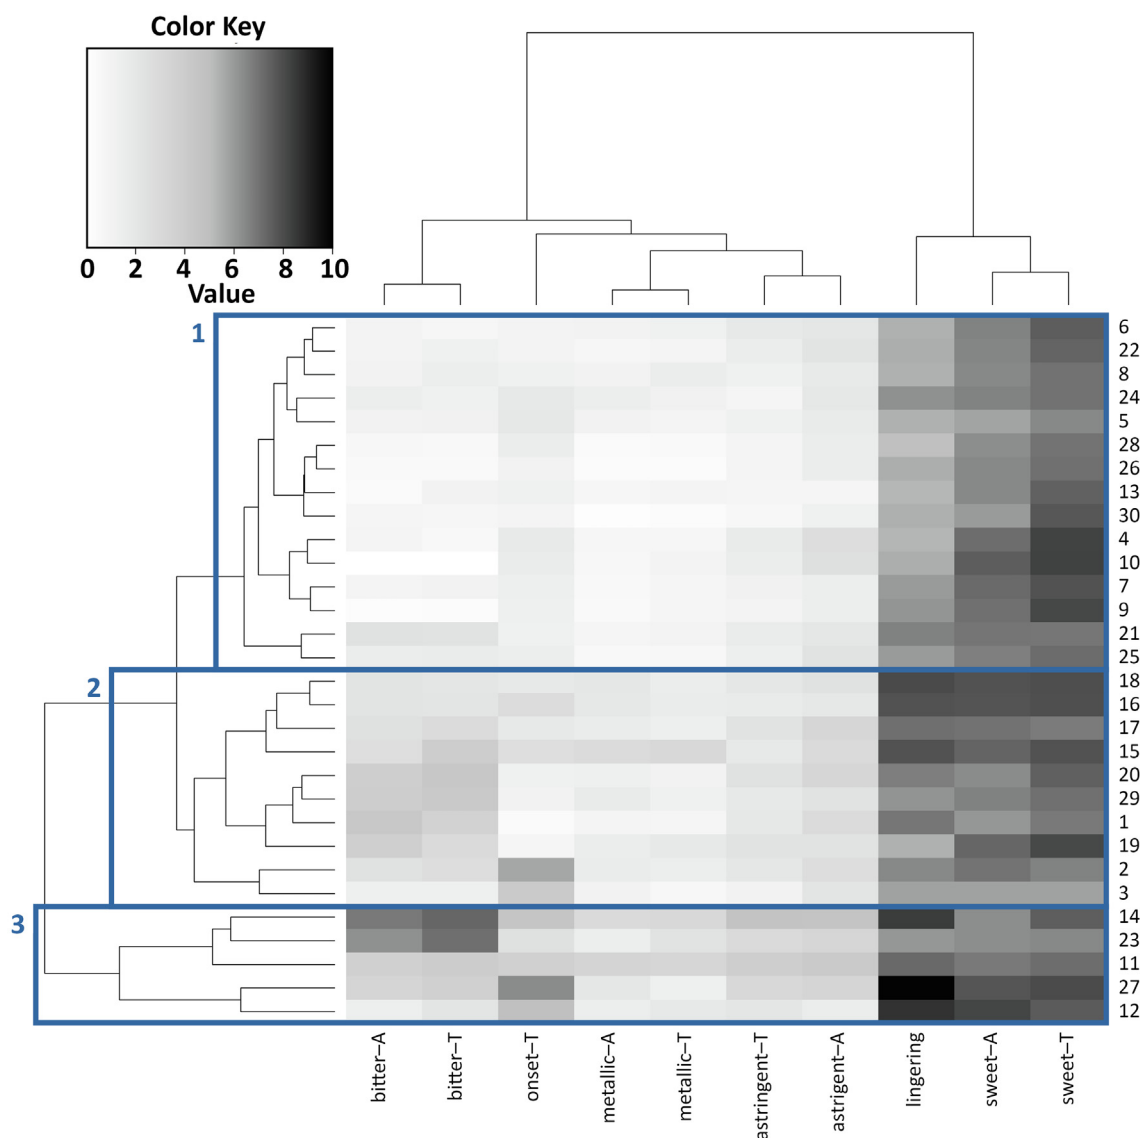 Color Key
0 2 4 6 8 10
Value
1
6
22
8
24
5
28
26
13
30
4
10
7
9
21
25
2
18
16
17
15
20
29
1
19
2
3
3
14
23
11
27
12
bitter–A
bitter–T
onset–T
metallic–A
metallic–T
astringent–T
astrigent–A
lingering
sweet–A
sweet–T